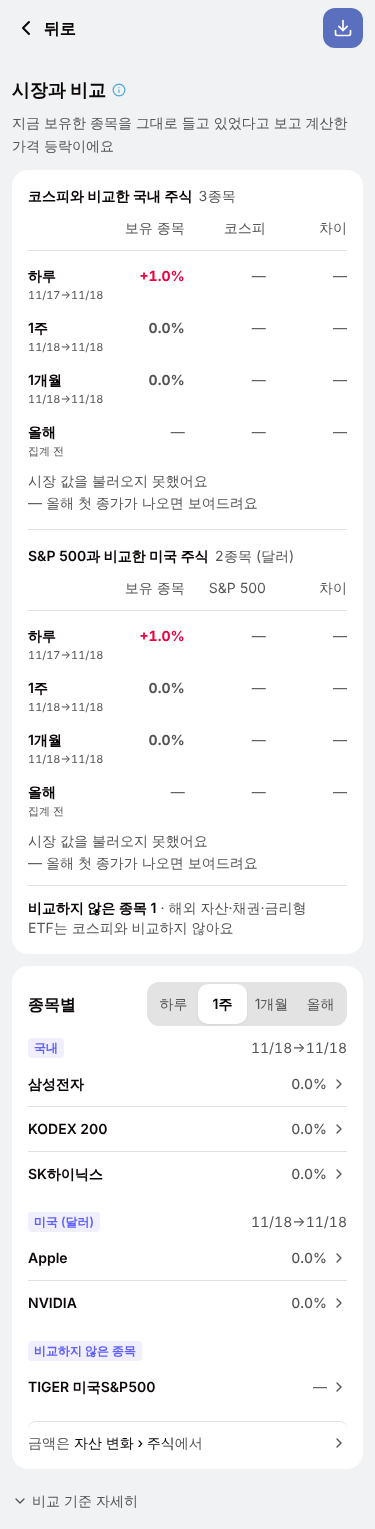 뒤로
시장과 비교
지금 보유한 종목을 그대로 들고 있었다고 보고 계산한
가격 등락이에요
코스피와 비교한 국내 주식 3종목
보유 종목 코스피 차이
하루 +1.0% — —
11/17→11/18
1주 0.0% — —
11/18→11/18
1개월 0.0% — —
11/18→11/18
올해 — — —
집계 전
시장 값을 불러오지 못했어요
— 올해 첫 종가가 나오면 보여드려요
S&P 500과 비교한 미국 주식 2종목 (달러)
보유 종목 S&P 500 차이
하루 +1.0% — —
11/17→11/18
1주 0.0% — —
11/18→11/18
1개월 0.0% — —
11/18→11/18
올해 — — —
집계 전
시장 값을 불러오지 못했어요
— 올해 첫 종가가 나오면 보여드려요
비교하지 않은 종목 1 · 해외 자산·채권·금리형
ETF는 코스피와 비교하지 않아요
종목별 하루 1주 1개월 올해
국내 11/18→11/18
삼성전자 0.0%
KODEX 200 0.0%
SK하이닉스 0.0%
미국 (달러) 11/18→11/18
Apple 0.0%
NVIDIA 0.0%
비교하지 않은 종목
TIGER 미국S&P500 —
금액은 자산 변화 › 주식에서
비교 기준 자세히